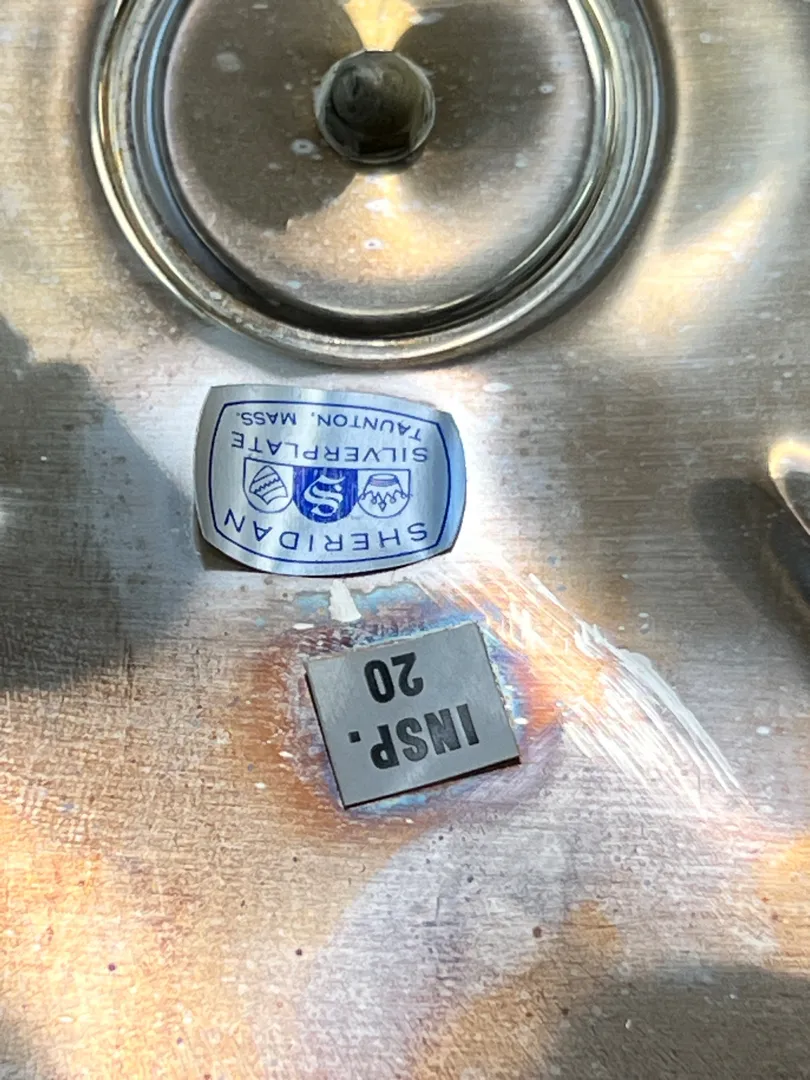 SHERIDAN
S
SILVERPLATE
TAUNTON, MASS.
INSP.
20